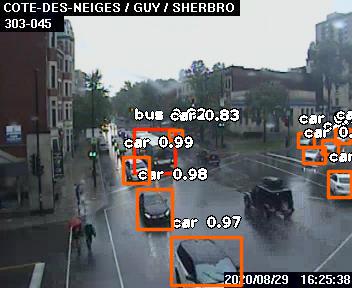 COTE-DES-NEIGES / GUY / SHERBRO
303-045
bus
car 0.83
car 0.99
car
car 0.98
car 0.97
2020/08/29 16:25:38